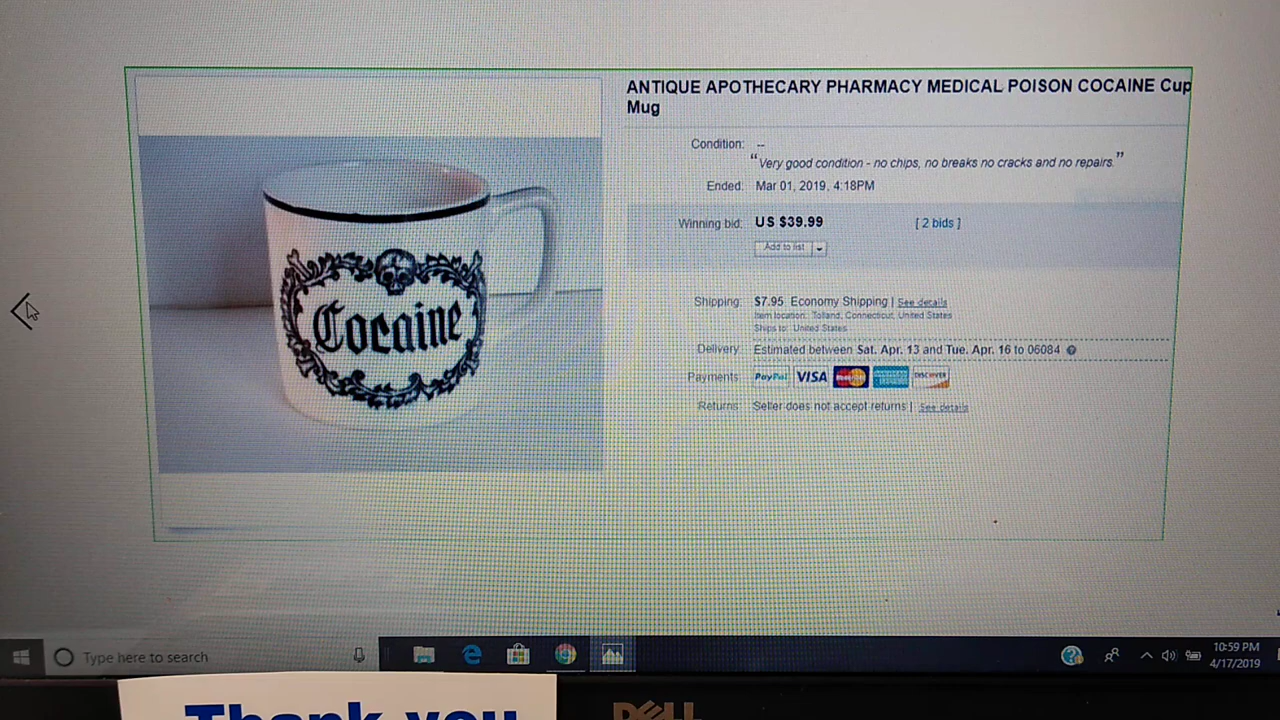 ANTIQUE APOTHECARY PHARMACY MEDICAL POISON COCAINE Cup
Mug
Condition: --
“Very good condition - no chips, no breaks no cracks and no repairs.”
Ended: Mar 01, 2019, 4:18PM
Winning bid: US $39.99 [ 2 bids ]
Add to list
Shipping: $7.95 Economy Shipping | See details
Item location: Tolland, Connecticut, United States
Ships to: United States
Delivery: Estimated between Sat. Apr. 13 and Tue. Apr. 16 to 06084
Payments: PayPal VISA MasterCard AMERICAN EXPRESS DISCOVER
Returns: Seller does not accept returns | See details
Cocaine
Type here to search
10:59 PM
4/17/2019
Thank you
DELL